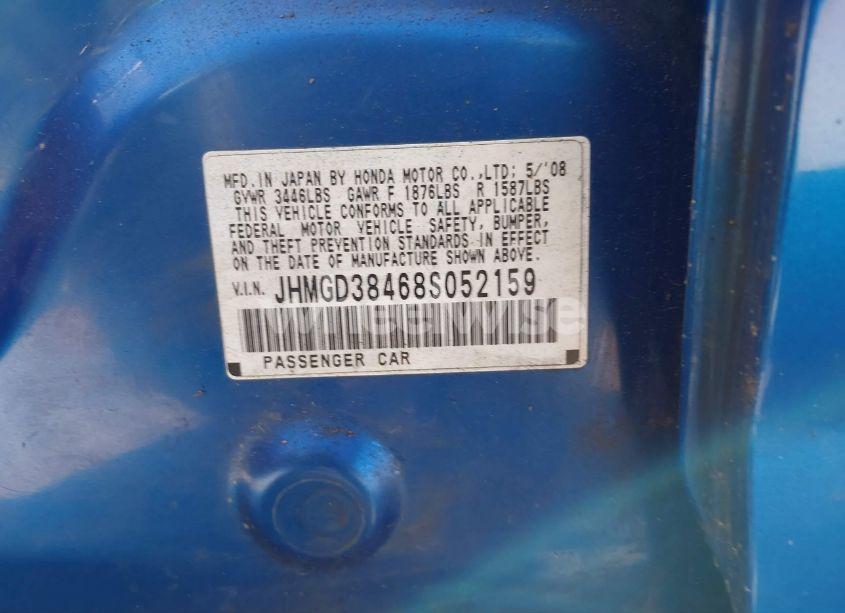 MFD. IN JAPAN BY HONDA MOTOR CO.,LTD; 5/'08
GVWR 3446LBS GAWR F 1876LBS R 1587LBS
THIS VEHICLE CONFORMS TO ALL APPLICABLE
FEDERAL MOTOR VEHICLE SAFETY, BUMPER,
AND THEFT PREVENTION STANDARDS IN EFFECT
ON THE DATE OF MANUFACTURE SHOWN ABOVE.
V.I.N. JHMGD38468S052159
wheelwise
PASSENGER CAR